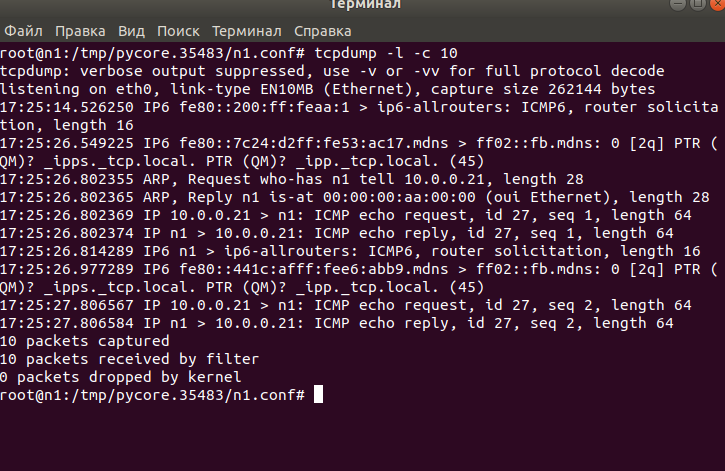 Терминал
Файл Правка Вид Поиск Терминал Справка
root@n1:/tmp/pycore.35483/n1.conf# tcpdump -l -c 10
tcpdump: verbose output suppressed, use -v or -vv for full protocol decode
listening on eth0, link-type EN10MB (Ethernet), capture size 262144 bytes
17:25:14.526250 IP6 fe80::200:ff:feaa:1 > ip6-allrouters: ICMP6, router solicita
tion, length 16
17:25:26.549225 IP6 fe80::7c24:d2ff:fe53:ac17.mdns > ff02::fb.mdns: 0 [2q] PTR (
QM)? _ipps._tcp.local. PTR (QM)? _ipp._tcp.local. (45)
17:25:26.802355 ARP, Request who-has n1 tell 10.0.0.21, length 28
17:25:26.802365 ARP, Reply n1 is-at 00:00:00:aa:00:00 (oui Ethernet), length 28
17:25:26.802369 IP 10.0.0.21 > n1: ICMP echo request, id 27, seq 1, length 64
17:25:26.802374 IP n1 > 10.0.0.21: ICMP echo reply, id 27, seq 1, length 64
17:25:26.814289 IP6 n1 > ip6-allrouters: ICMP6, router solicitation, length 16
17:25:26.977289 IP6 fe80::441c:afff:fee6:abb9.mdns > ff02::fb.mdns: 0 [2q] PTR (
QM)? _ipps._tcp.local. PTR (QM)? _ipp._tcp.local. (45)
17:25:27.806567 IP 10.0.0.21 > n1: ICMP echo request, id 27, seq 2, length 64
17:25:27.806584 IP n1 > 10.0.0.21: ICMP echo reply, id 27, seq 2, length 64
10 packets captured
10 packets received by filter
0 packets dropped by kernel
root@n1:/tmp/pycore.35483/n1.conf#